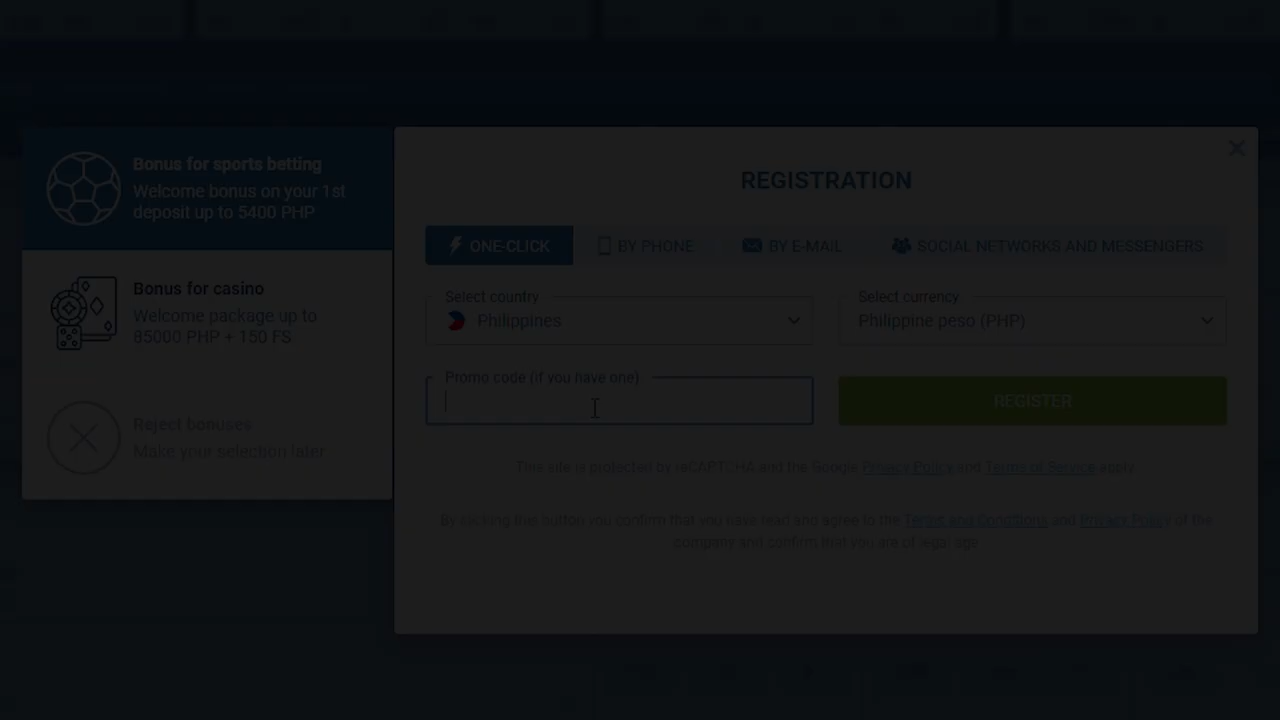 Bonus for sports betting
Welcome bonus on your 1st
deposit up to 5400 PHP
Bonus for casino
Welcome package up to
85000 PHP + 150 FS
Reject bonuses
Make your selection later
REGISTRATION
ONE-CLICK
BY PHONE
BY E-MAIL
SOCIAL NETWORKS AND MESSENGERS
Select country
Philippines
Select currency
Philippine peso (PHP)
Promo code (if you have one)
REGISTER
This site is protected by reCAPTCHA and the Google Privacy Policy and Terms of Service apply.
By clicking this button you confirm that you have read and agree to the Terms and Conditions and Privacy Policy of the
company and confirm that you are of legal age